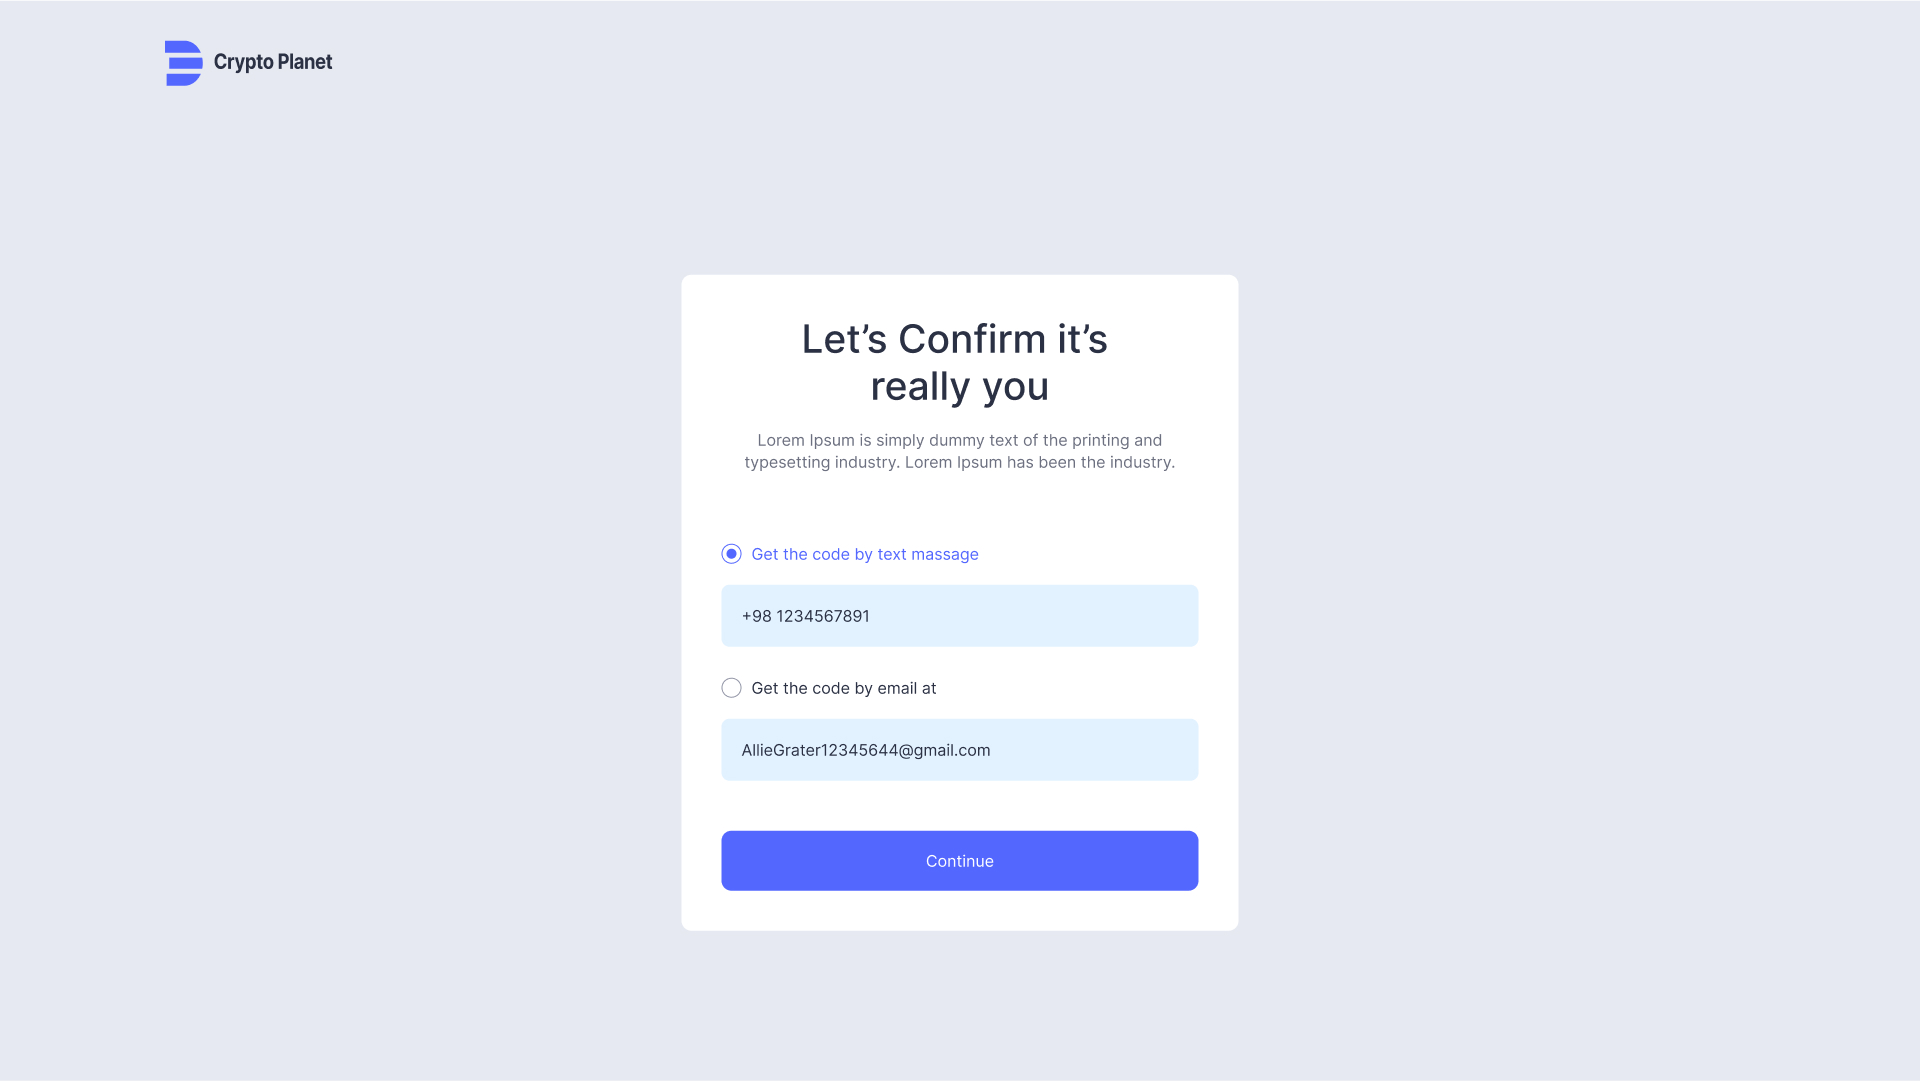 Crypto Planet
Let’s Confirm it’s
really you
Lorem Ipsum is simply dummy text of the printing and
typesetting industry. Lorem Ipsum has been the industry.
Get the code by text massage
+98 1234567891
Get the code by email at
AllieGrater12345644@gmail.com
Continue